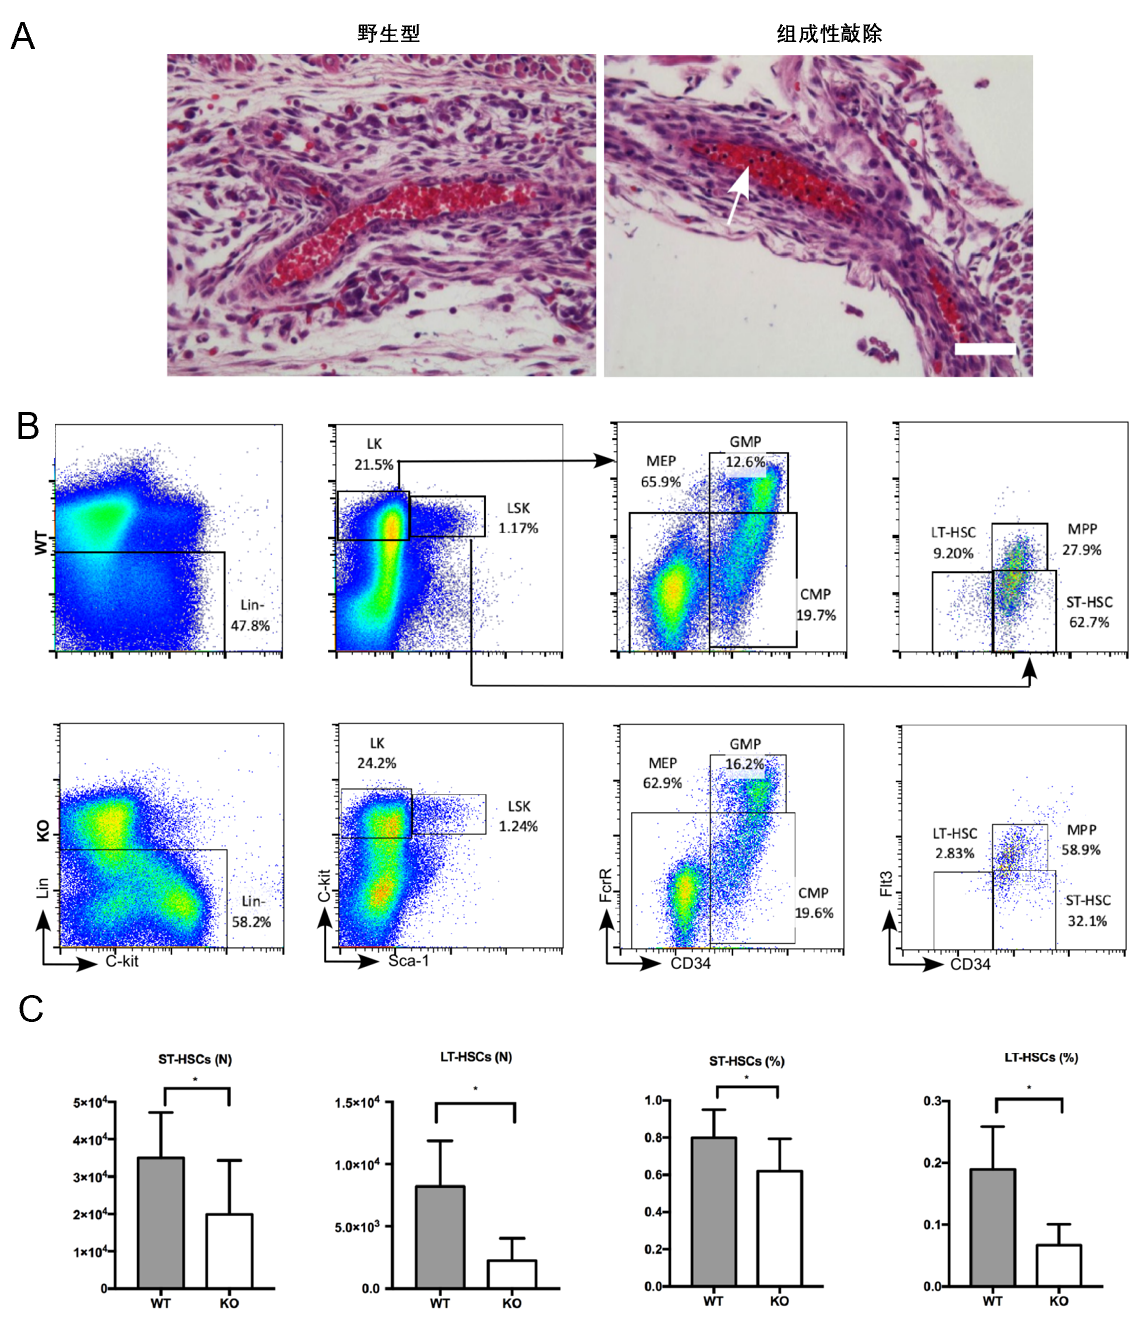 A
野生型
组成性敲除
B
WT
Lin-
47.8%
LK
21.5%
LSK
1.17%
MEP
65.9%
GMP
12.6%
CMP
19.7%
LT-HSC
9.20%
MPP
27.9%
ST-HSC
62.7%
KO
Lin
C-kit
Lin-
58.2%
LK
24.2%
LSK
1.24%
C-kit
Sca-1
MEP
62.9%
GMP
16.2%
CMP
19.6%
FcrR
CD34
LT-HSC
2.83%
MPP
58.9%
ST-HSC
32.1%
Flt3
CD34
C
ST-HSCs (N)
*
5×10⁴
4×10⁴
3×10⁴
2×10⁴
1×10⁴
0
WT KO
LT-HSCs (N)
*
1.5×10⁴
1.0×10⁴
5.0×10³
0.0
WT KO
ST-HSCs (%)
*
1.0
0.8
0.6
0.4
0.2
0.0
WT KO
LT-HSCs (%)
*
0.3
0.2
0.1
0.0
WT KO